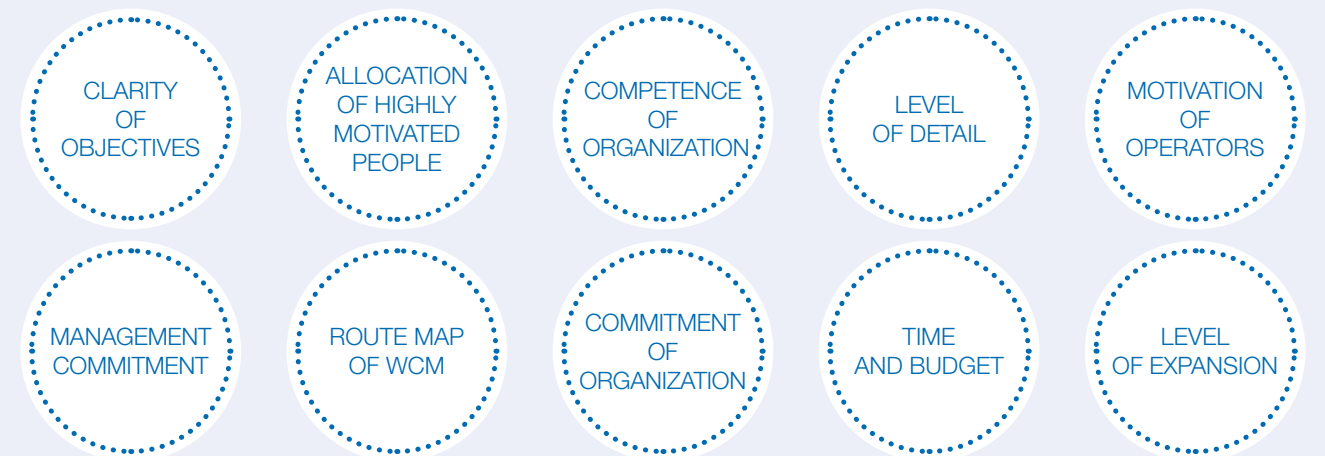 CLARITY
OF
OBJECTIVES
ALLOCATION
OF HIGHLY
MOTIVATED
PEOPLE
COMPETENCE
OF
ORGANIZATION
LEVEL
OF DETAIL
MOTIVATION
OF
OPERATORS
MANAGEMENT
COMMITMENT
ROUTE MAP
OF WCM
COMMITMENT
OF
ORGANIZATION
TIME
AND BUDGET
LEVEL
OF EXPANSION